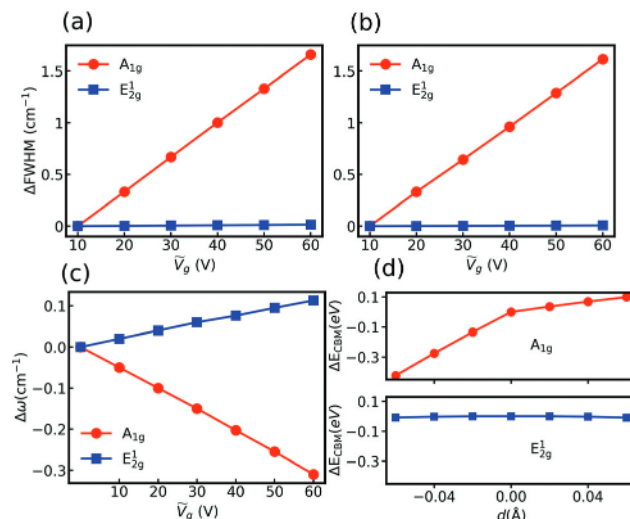 (a)
A1g
E¹2g
ΔFWHM (cm⁻¹)
1.5
1
0.5
0
10 20 30 40 50 60
Ṽg (V)
(b)
A1g
E¹2g
1.5
1
0.5
0
10 20 30 40 50 60
Ṽg (V)
(c)
Δω(cm⁻¹)
0.1
0.0
−0.1
−0.2
−0.3
A1g
E¹2g
10 20 30 40 50 60
Ṽg (V)
(d)
ΔECBM(eV)
0.1
−0.1
−0.3
A1g
ΔECBM(eV)
0.1
−0.1
−0.3
E¹2g
−0.04 0.00 0.04
d(Å)